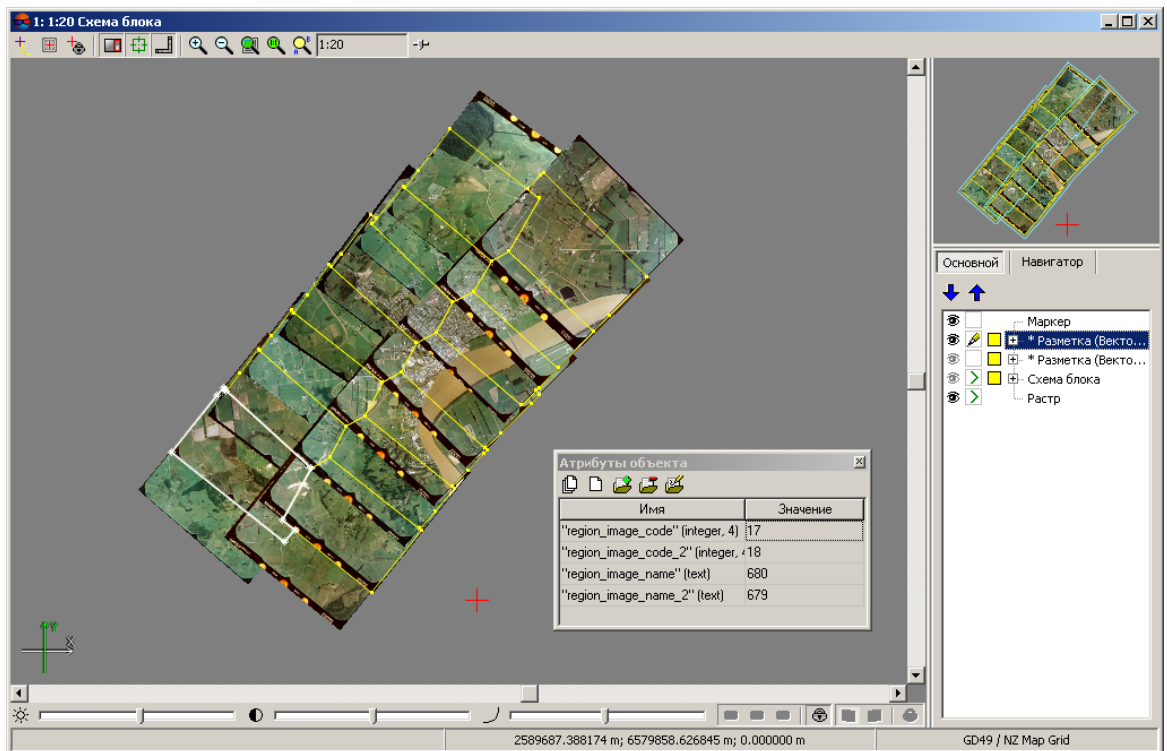 1: 1:20 Схема блока
1:20
Основной Навигатор
Маркер
* Разметка (Векто...
* Разметка (Векто...
Схема блока
Растр
Атрибуты объекта
Имя Значение
"region_image_code" (integer, 4) 17
"region_image_code_2" (integer, 4 18
"region_image_name" (text) 680
"region_image_name_2" (text) 679
Y
X
2589687.388174 m; 6579858.626845 m; 0.000000 m GD49 / NZ Map Grid